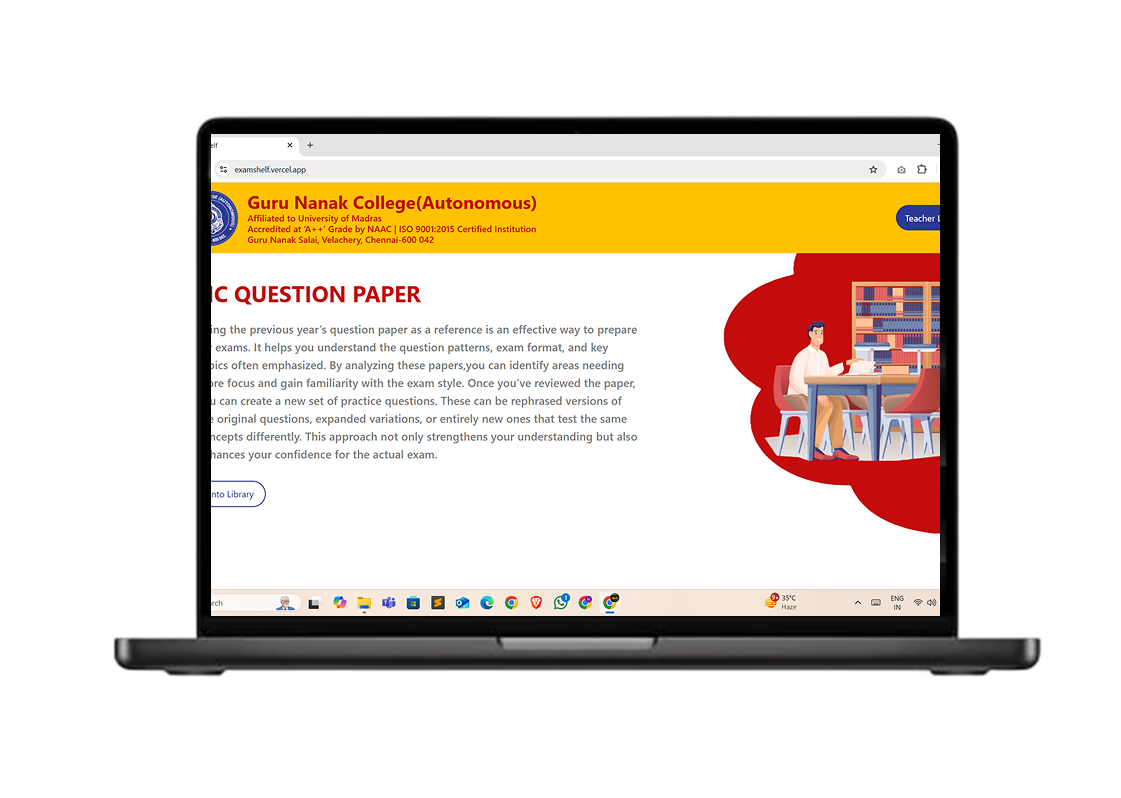 elf
examshelf.vercel.app
Guru Nanak College(Autonomous)
Affiliated to University of Madras
Accredited at 'A++' Grade by NAAC | ISO 9001:2015 Certified Institution
Guru Nanak Salai, Velachery, Chennai-600 042
Teacher L
IC QUESTION PAPER
ing the previous year's question paper as a reference is an effective way to prepare
r exams. It helps you understand the question patterns, exam format, and key
pics often emphasized. By analyzing these papers,you can identify areas needing
ore focus and gain familiarity with the exam style. Once you've reviewed the paper,
u can create a new set of practice questions. These can be rephrased versions of
e original questions, expanded variations, or entirely new ones that test the same
ncepts differently. This approach not only strengthens your understanding but also
hances your confidence for the actual exam.
nto Library
rch
1
9+
35°C
Haze
ENG
IN